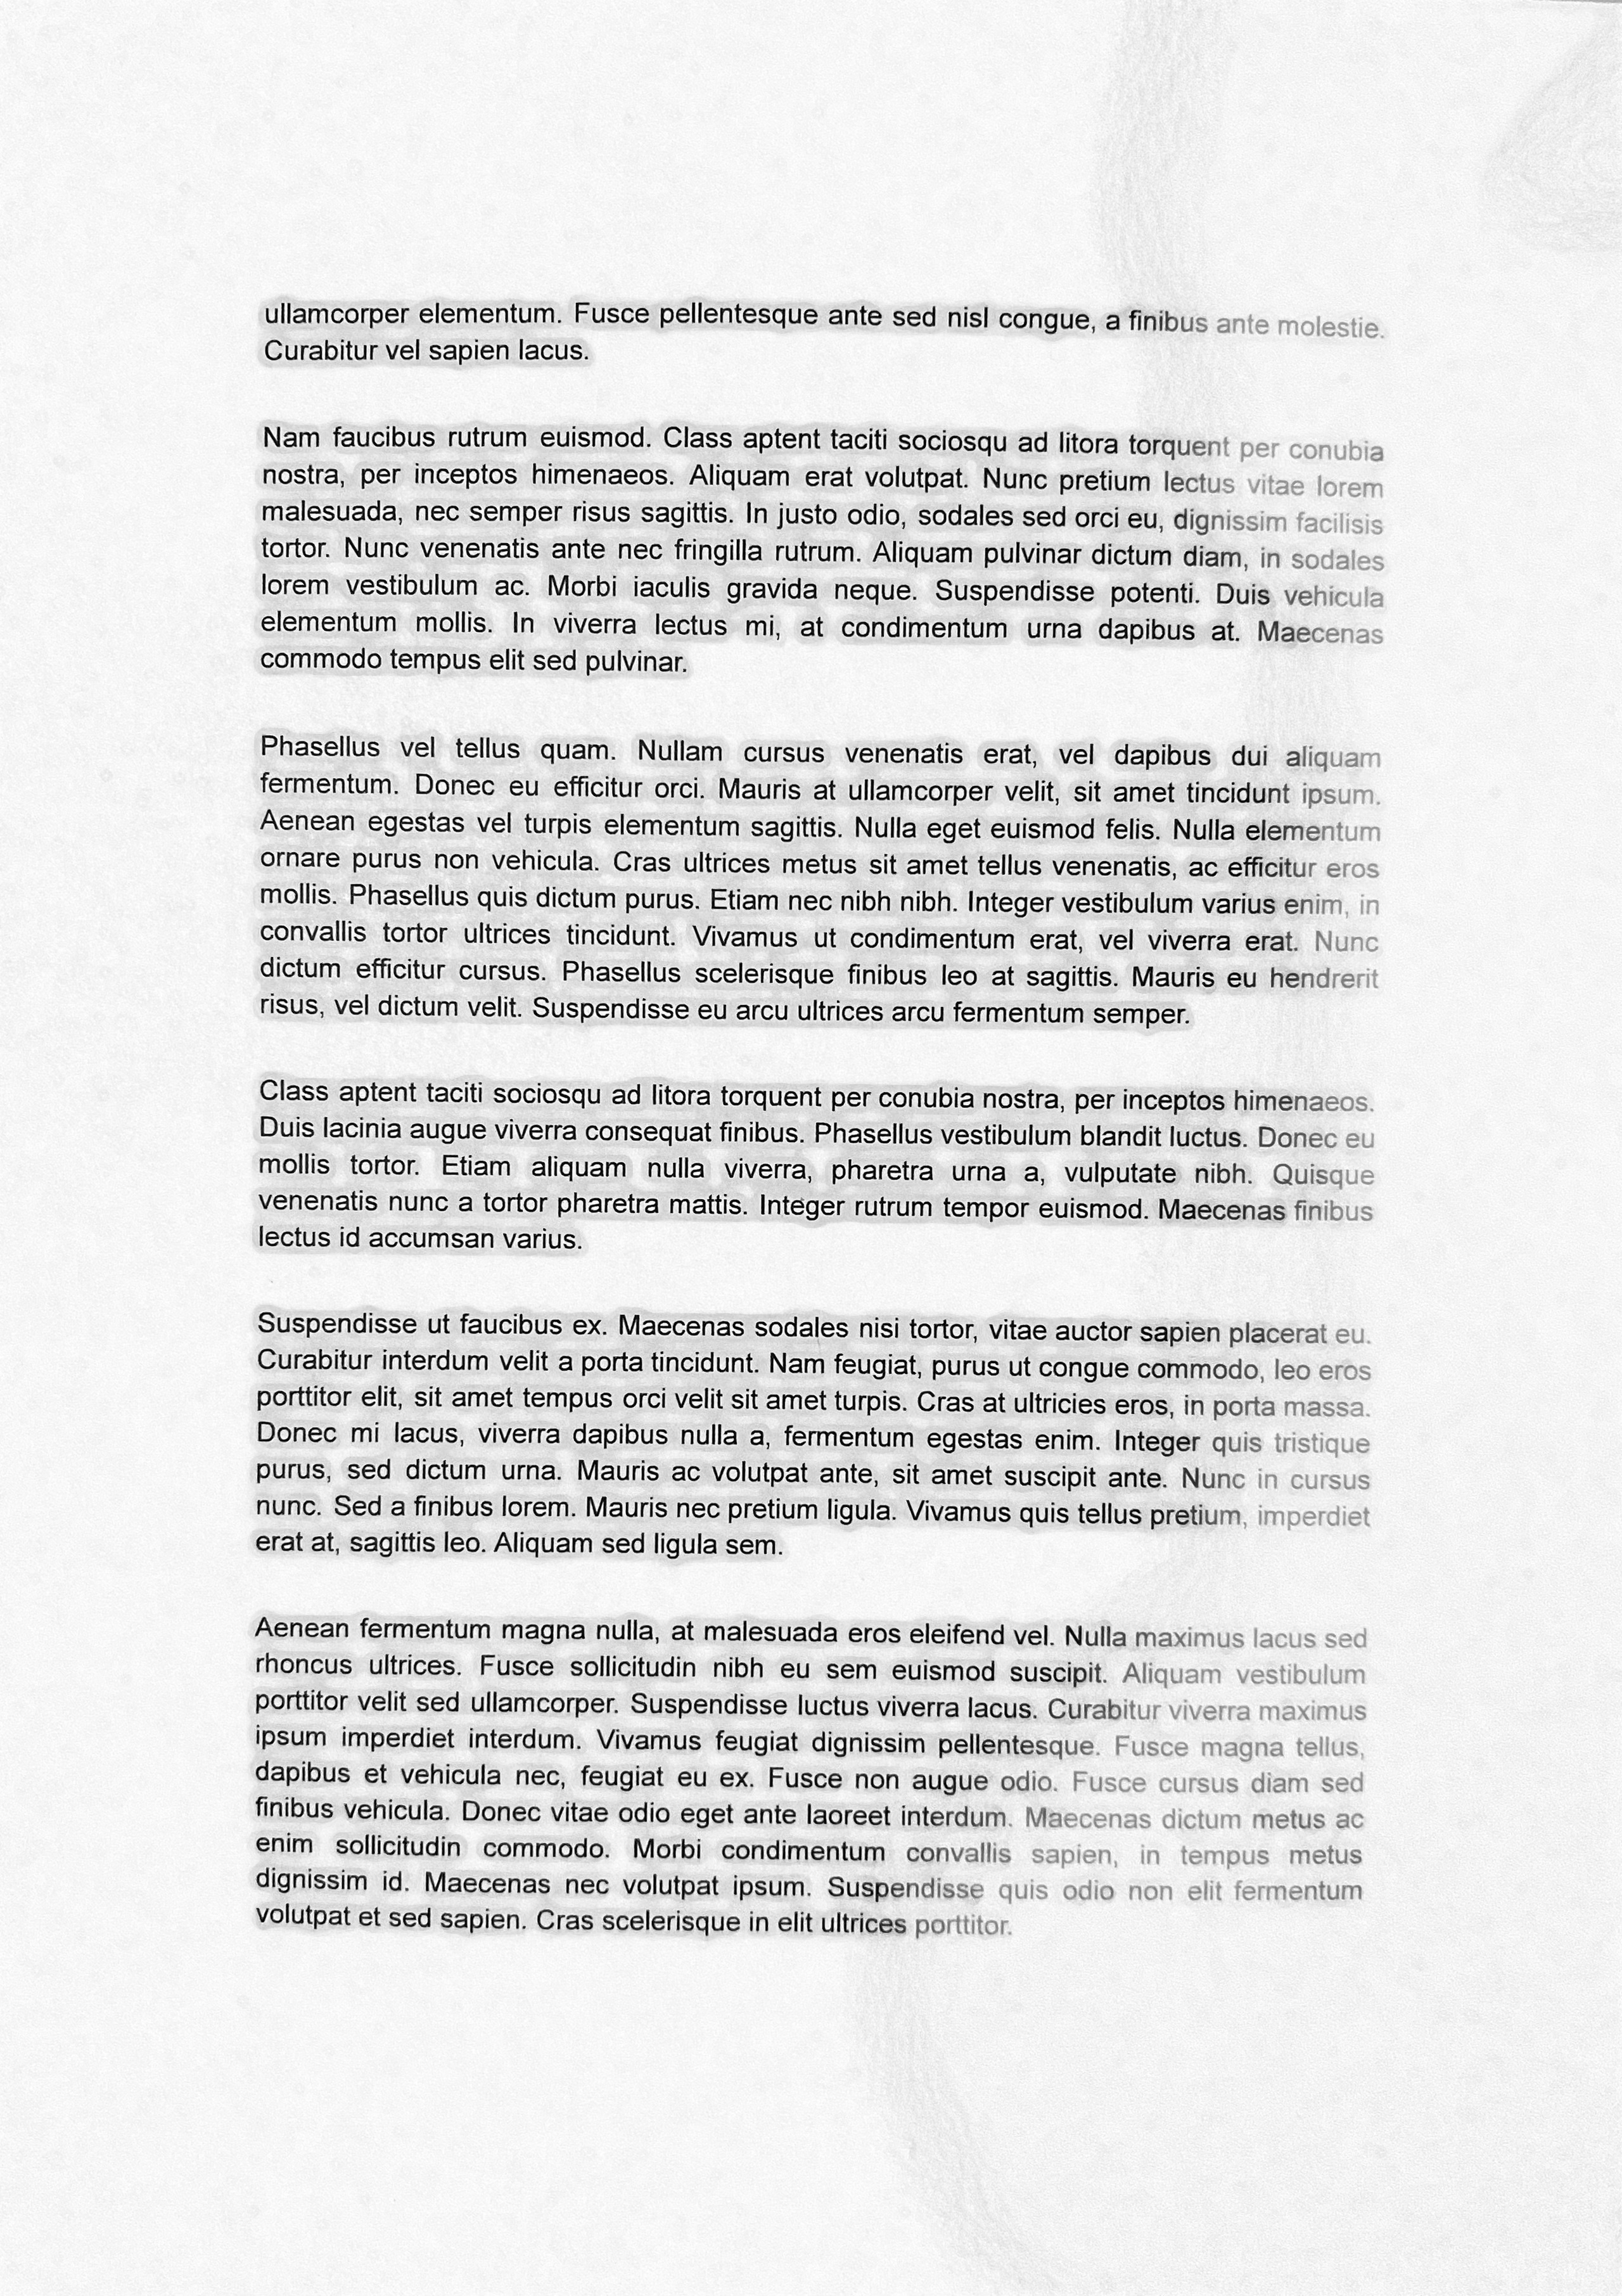 ullamcorper elementum. Fusce pellentesque ante sed nisl congue, a finibus ante molestie.
Curabitur vel sapien lacus.
Nam faucibus rutrum euismod. Class aptent taciti sociosqu ad litora torquent per conubia
nostra, per inceptos himenaeos. Aliquam erat volutpat. Nunc pretium lectus vitae lorem
malesuada, nec semper risus sagittis. In justo odio, sodales sed orci eu, dignissim facilisis
tortor. Nunc venenatis ante nec fringilla rutrum. Aliquam pulvinar dictum diam, in sodales
lorem vestibulum ac. Morbi iaculis gravida neque. Suspendisse potenti. Duis vehicula
elementum mollis. In viverra lectus mi, at condimentum urna dapibus at. Maecenas
commodo tempus elit sed pulvinar.
Phasellus vel tellus quam. Nullam cursus venenatis erat, vel dapibus dui aliquam
fermentum. Donec eu efficitur orci. Mauris at ullamcorper velit, sit amet tincidunt ipsum.
Aenean egestas vel turpis elementum sagittis. Nulla eget euismod felis. Nulla elementum
ornare purus non vehicula. Cras ultrices metus sit amet tellus venenatis, ac efficitur eros
mollis. Phasellus quis dictum purus. Etiam nec nibh nibh. Integer vestibulum varius enim, in
convallis tortor ultrices tincidunt. Vivamus ut condimentum erat, vel viverra erat. Nunc
dictum efficitur cursus. Phasellus scelerisque finibus leo at sagittis. Mauris eu hendrerit
risus, vel dictum velit. Suspendisse eu arcu ultrices arcu fermentum semper.
Class aptent taciti sociosqu ad litora torquent per conubia nostra, per inceptos himenaeos.
Duis lacinia augue viverra consequat finibus. Phasellus vestibulum blandit luctus. Donec eu
mollis tortor. Etiam aliquam nulla viverra, pharetra urna a, vulputate nibh. Quisque
venenatis nunc a tortor pharetra mattis. Integer rutrum tempor euismod. Maecenas finibus
lectus id accumsan varius.
Suspendisse ut faucibus ex. Maecenas sodales nisi tortor, vitae auctor sapien placerat eu.
Curabitur interdum velit a porta tincidunt. Nam feugiat, purus ut congue commodo, leo eros
porttitor elit, sit amet tempus orci velit sit amet turpis. Cras at ultricies eros, in porta massa.
Donec mi lacus, viverra dapibus nulla a, fermentum egestas enim. Integer quis tristique
purus, sed dictum urna. Mauris ac volutpat ante, sit amet suscipit ante. Nunc in cursus
nunc. Sed a finibus lorem. Mauris nec pretium ligula. Vivamus quis tellus pretium, imperdiet
erat at, sagittis leo. Aliquam sed ligula sem.
Aenean fermentum magna nulla, at malesuada eros eleifend vel. Nulla maximus lacus sed
rhoncus ultrices. Fusce sollicitudin nibh eu sem euismod suscipit. Aliquam vestibulum
porttitor velit sed ullamcorper. Suspendisse luctus viverra lacus. Curabitur viverra maximus
ipsum imperdiet interdum. Vivamus feugiat dignissim pellentesque. Fusce magna tellus,
dapibus et vehicula nec, feugiat eu ex. Fusce non augue odio. Fusce cursus diam sed
finibus vehicula. Donec vitae odio eget ante laoreet interdum. Maecenas dictum metus ac
enim sollicitudin commodo. Morbi condimentum convallis sapien, in tempus metus
dignissim id. Maecenas nec volutpat ipsum. Suspendisse quis odio non elit fermentum
volutpat et sed sapien. Cras scelerisque in elit ultrices porttitor.